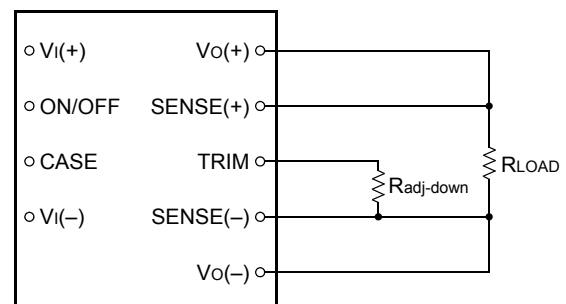 VI(+) VO(+)
ON/OFF SENSE(+)
CASE TRIM
Radj-down
RLOAD
VI(–) SENSE(–)
VO(–)